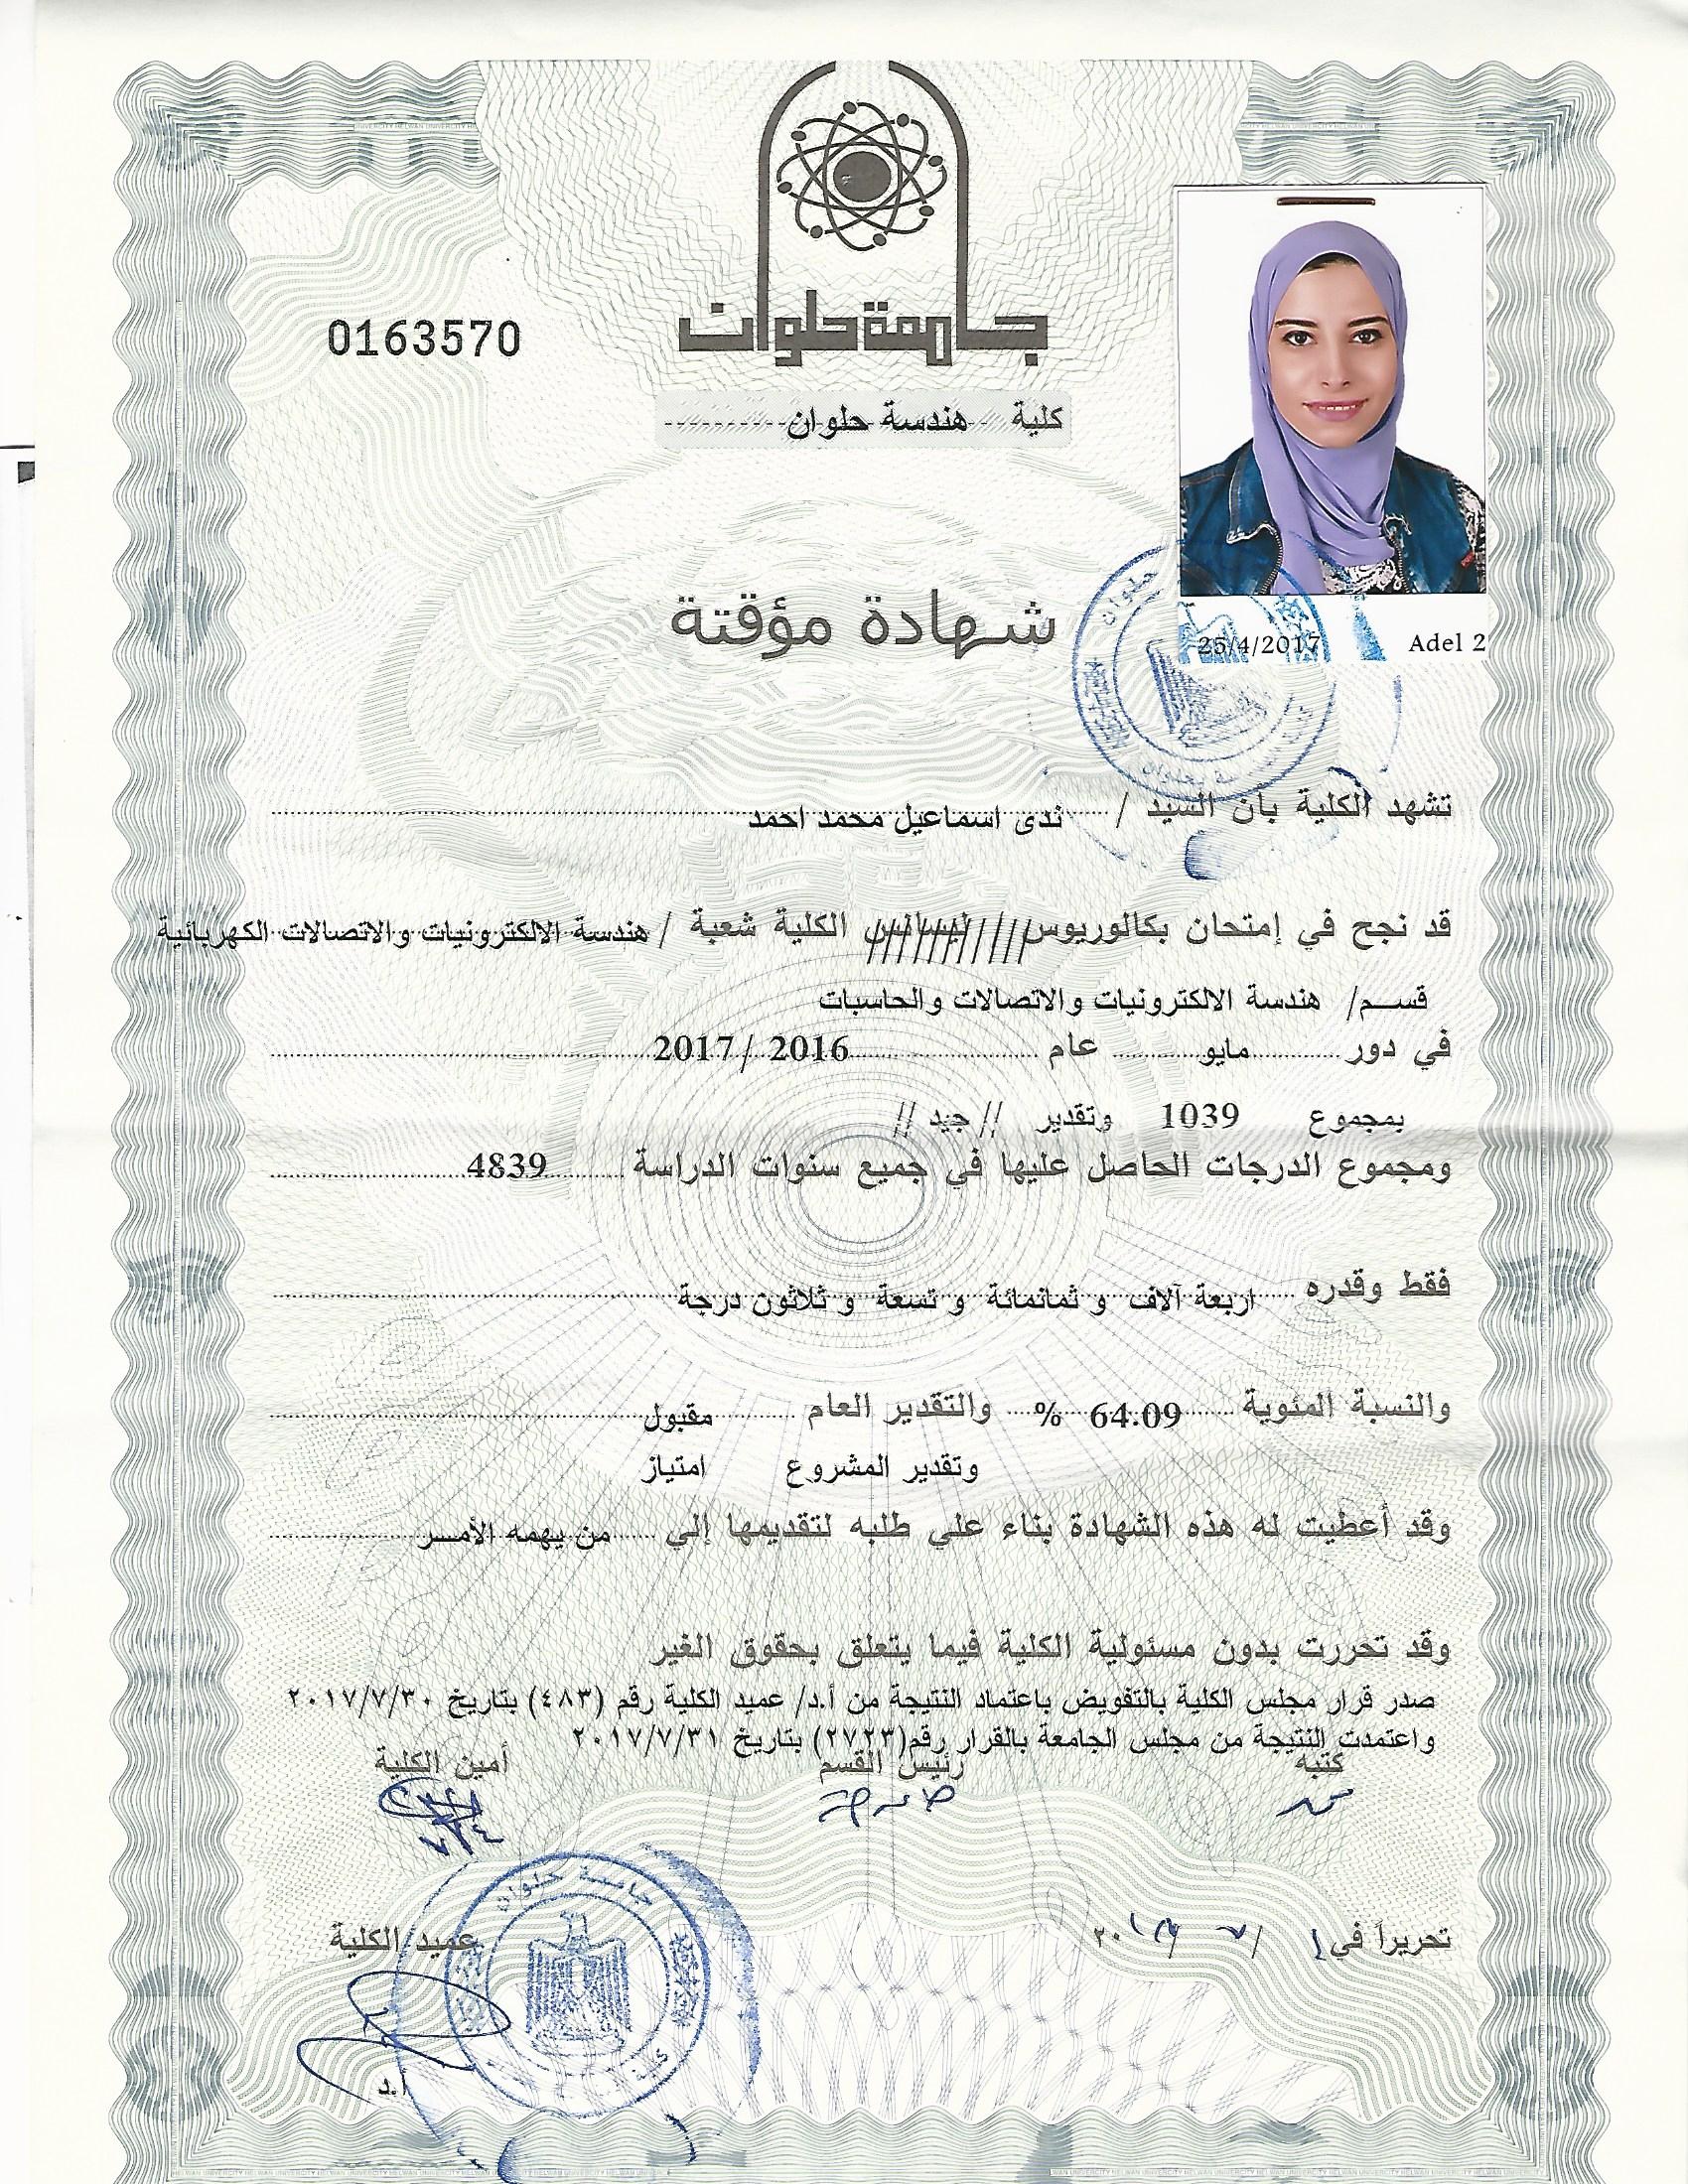 جامعة حلوان
0163570
كلية هندسة حلوان
25/4/2017 Adel 2
شهادة مؤقتة
تشهد الكلية بأن السيد / ندى اسماعيل محمد احمد
قد نجح في إمتحان بكالوريوس / ليسانس الكلية شعبة / هندسة الالكترونيات والاتصالات الكهربائية
قسم/ هندسة الالكترونيات والاتصالات والحاسبات
في دور مايو عام 2016 / 2017
بمجموع 1039 وتقدير // جيد //
ومجموع الدرجات الحاصل عليها في جميع سنوات الدراسة 4839
فقط وقدره اربعة آلاف و ثمانمائة و تسعة و ثلاثون درجة
والنسبة المئوية 64.09 % والتقدير العام مقبول
وتقدير المشروع امتياز
وقد أعطيت له هذه الشهادة بناء علي طلبه لتقديمها إلي من يهمه الأمر
وقد تحررت بدون مسئولية الكلية فيما يتعلق بحقوق الغير
صدر قرار مجلس الكلية بالتفويض باعتماد النتيجة من أ.د/ عميد الكلية رقم (٤٨٣) بتاريخ ٢٠١٧/٧/٣٠
واعتمدت النتيجة من مجلس الجامعة بالقرار رقم(٢٧٢٣) بتاريخ ٢٠١٧/٧/٣١
كتبه رئيس القسم أمين الكلية
تحريراً في
عميد الكلية
جامعة حلوان
أ.د